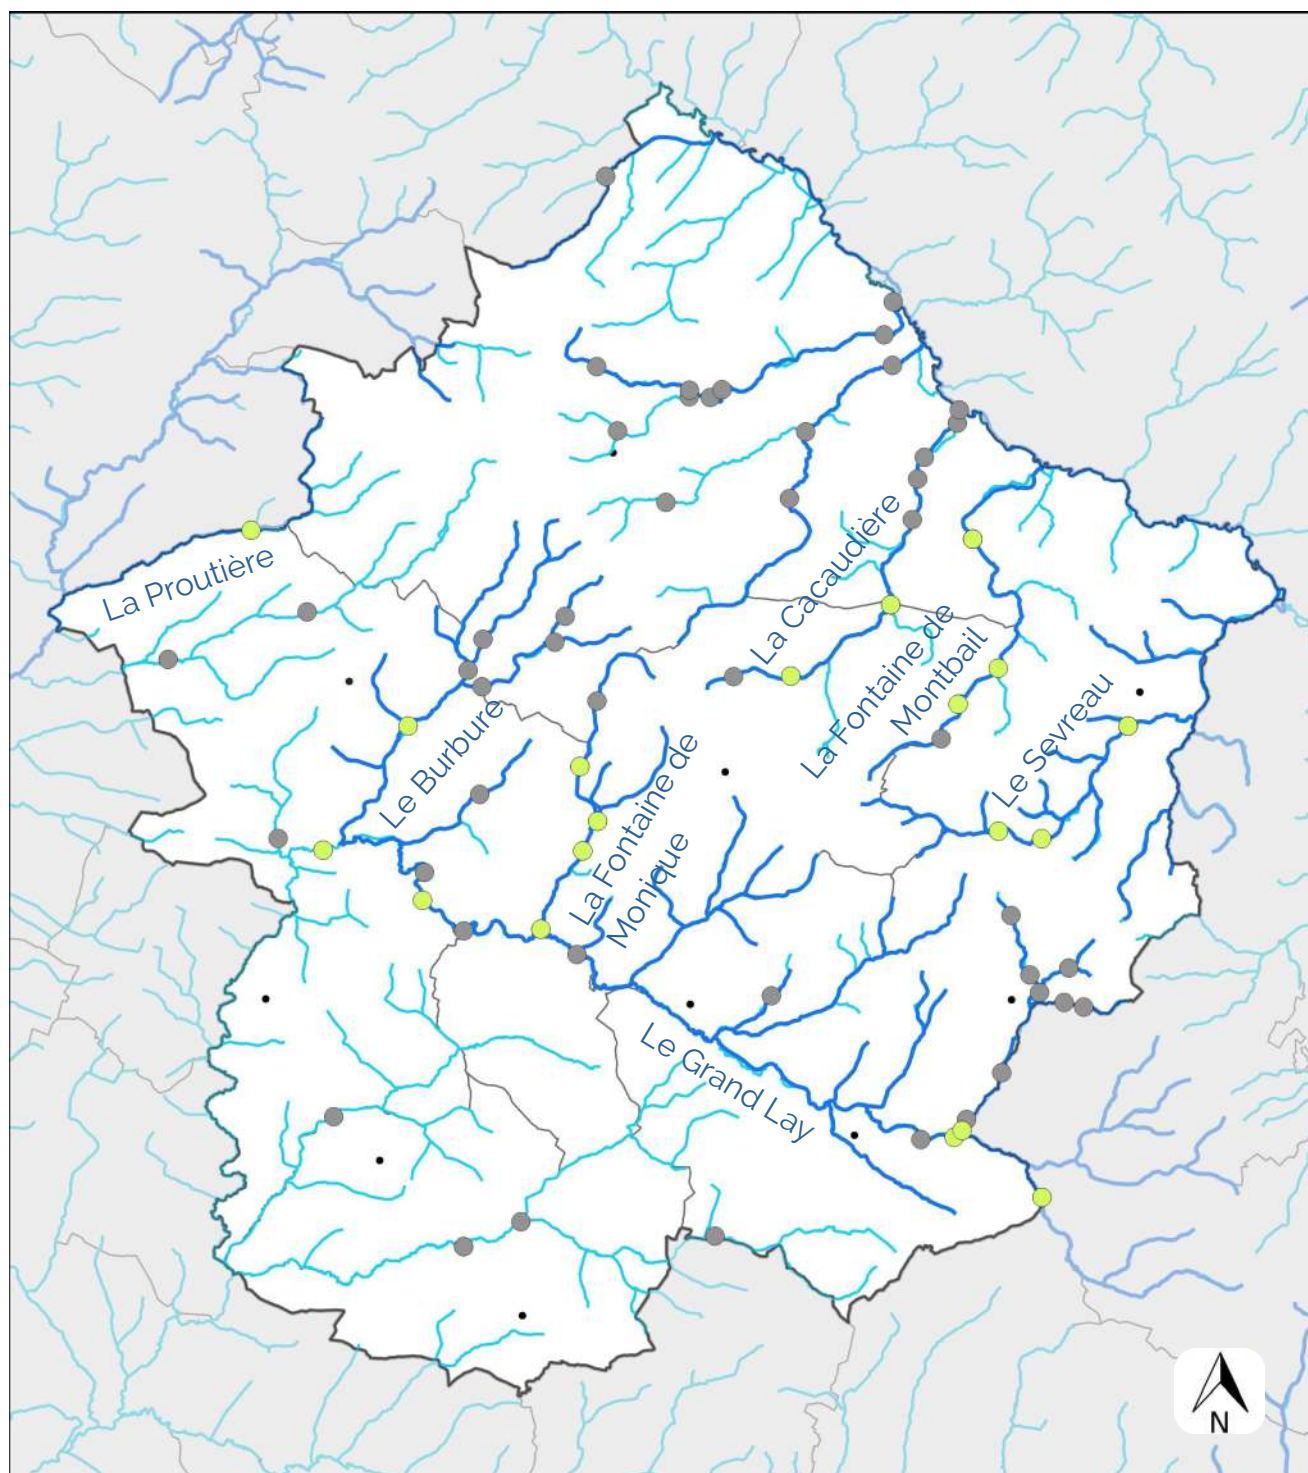 La Proutière
La Cacaudière
La Fontaine de
Montbail
Le Sevreau
Le Burbure
La Fontaine de
Monique
Le Grand Lay
N